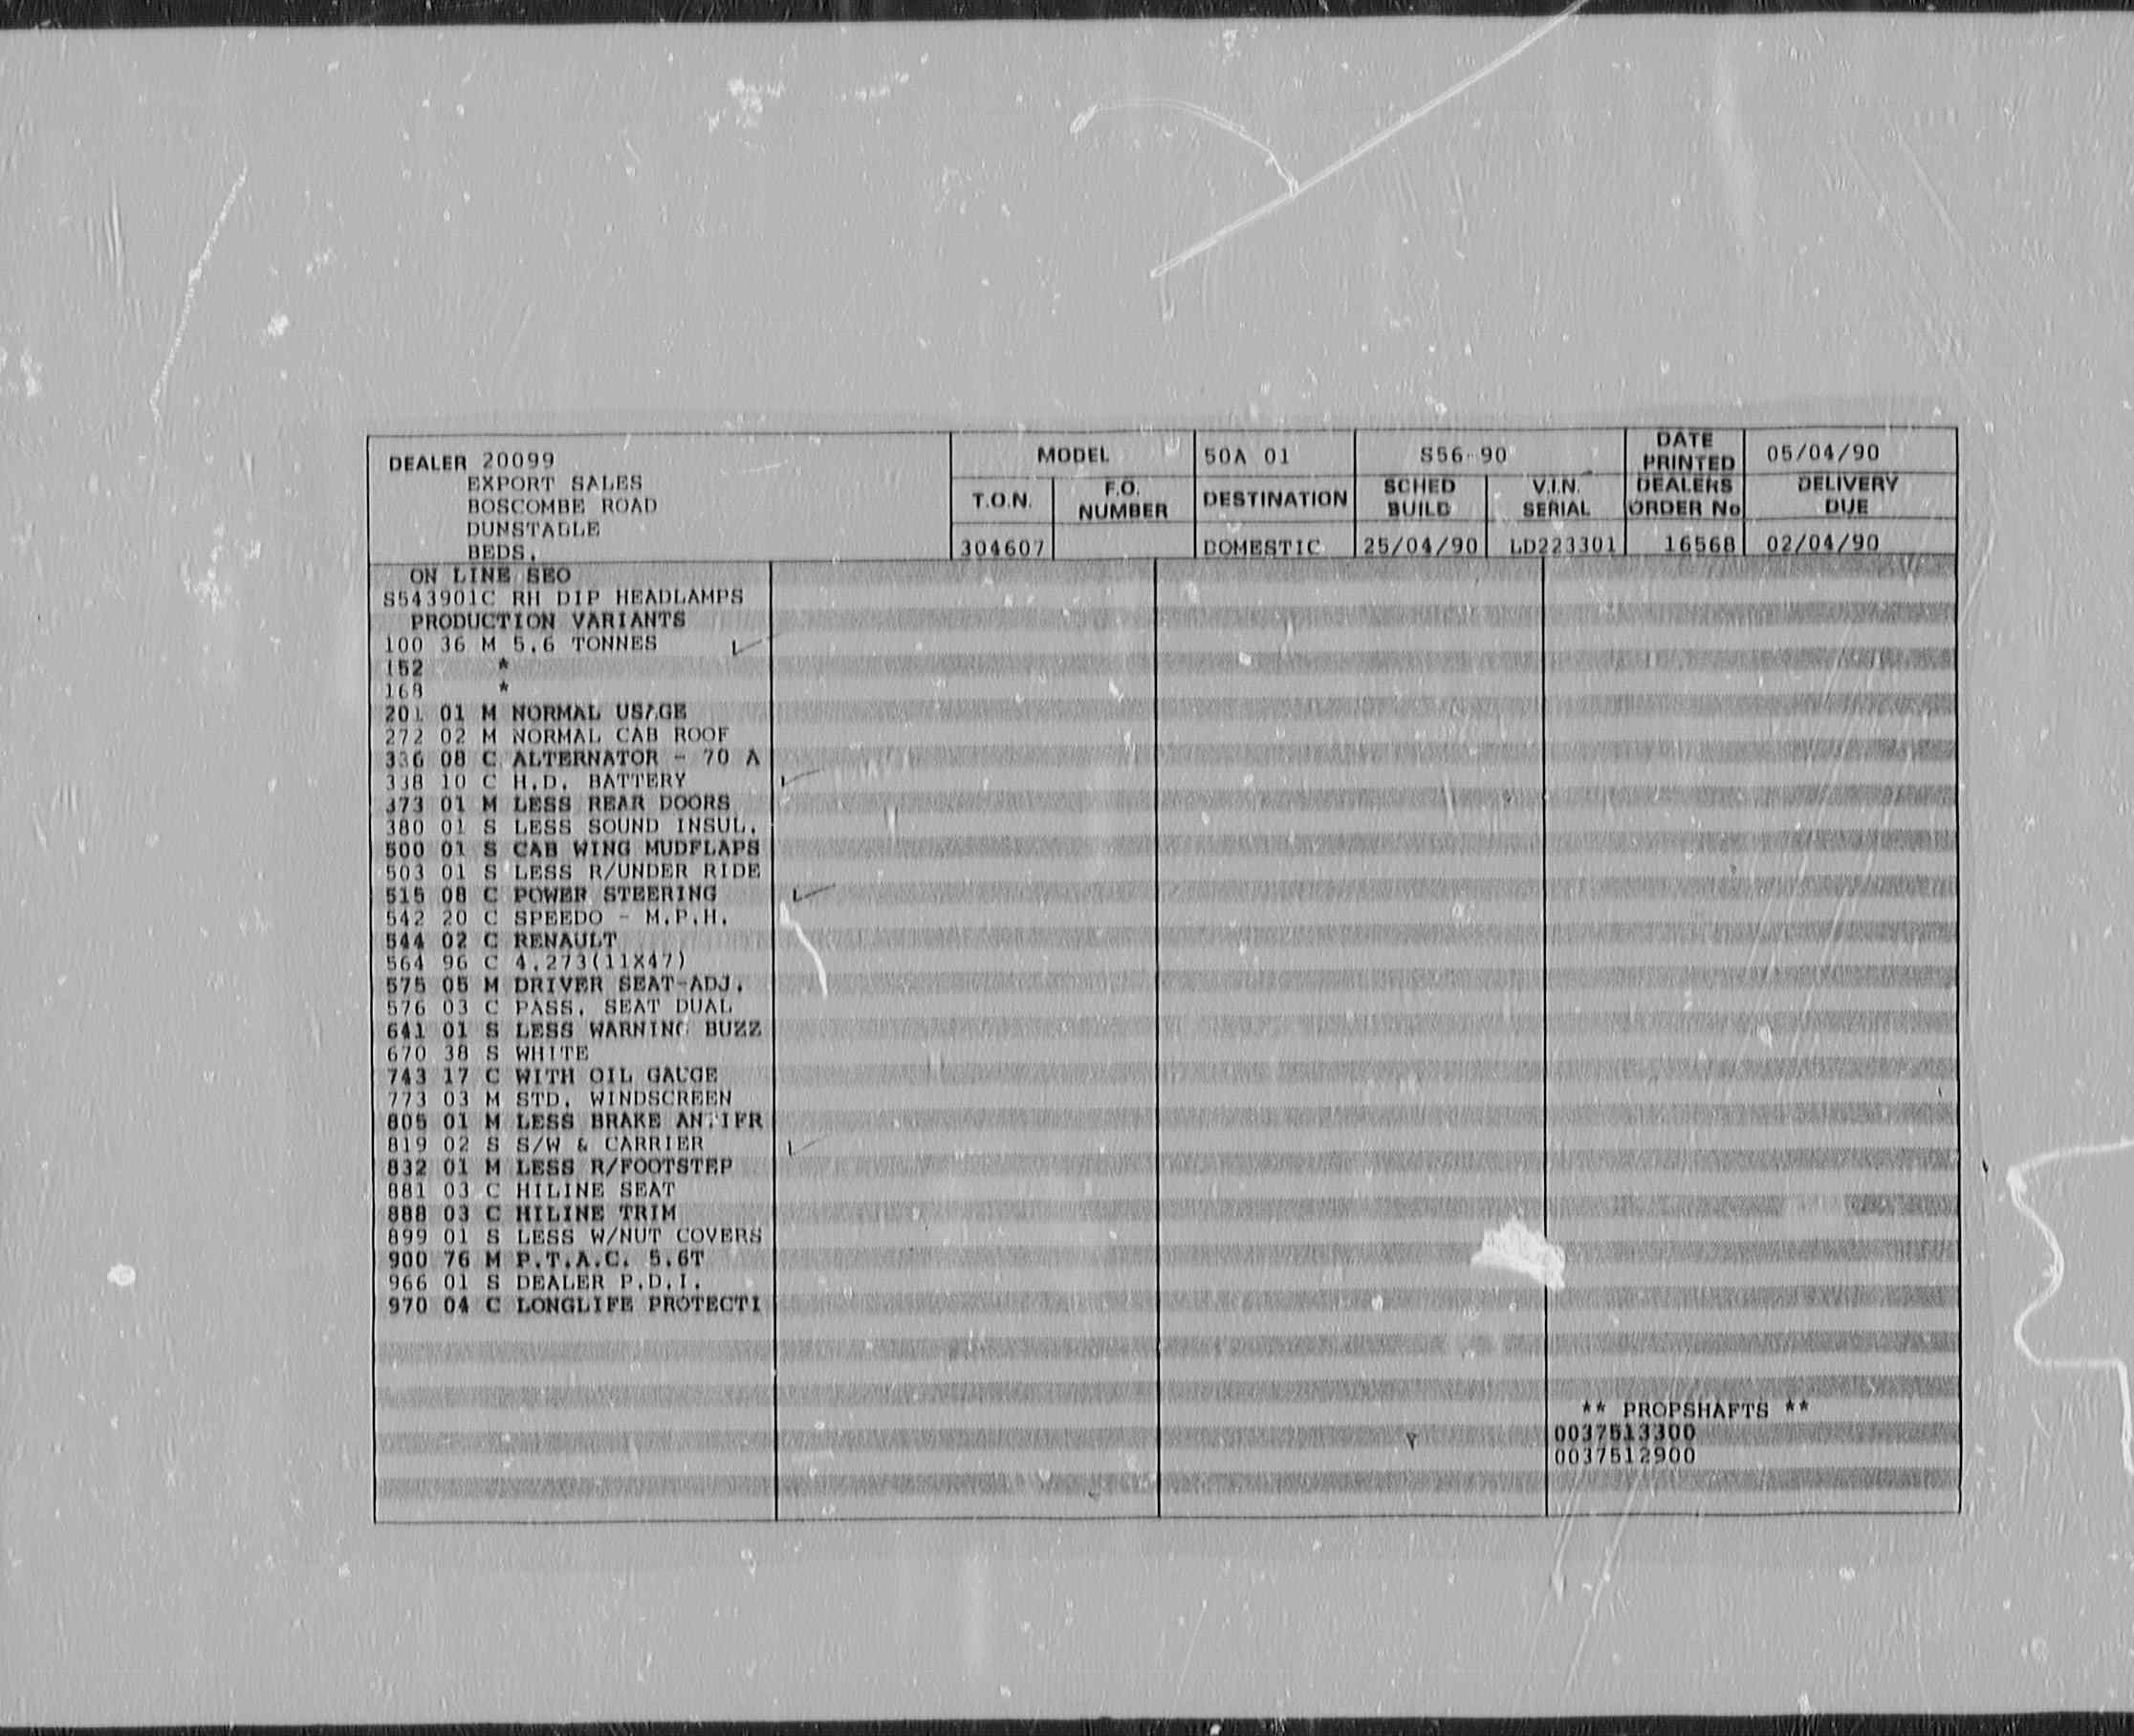 DEALER 20099
EXPORT SALES
BOSCOMBE ROAD
DUNSTABLE
BEDS.
MODEL 50A 01 S56-90 DATE PRINTED 05/04/90
T.O.N. F.O. NUMBER DESTINATION SCHED BUILD V.I.N. SERIAL DEALERS ORDER No DELIVERY DUE
304607 DOMESTIC 25/04/90 LD223301 16568 02/04/90
ON LINE SEO
S543901C RH DIP HEADLAMPS
PRODUCTION VARIANTS
100 36 M 5.6 TONNES
152 *
168 *
201 01 M NORMAL USAGE
272 02 M NORMAL CAB ROOF
336 08 C ALTERNATOR - 70 A
338 10 C H.D. BATTERY
373 01 M LESS REAR DOORS
380 01 S LESS SOUND INSUL.
500 01 S CAB WING MUDFLAPS
503 01 S LESS R/UNDER RIDE
515 08 C POWER STEERING
542 20 C SPEEDO - M.P.H.
544 02 C RENAULT
564 96 C 4.273(11X47)
575 05 M DRIVER SEAT-ADJ.
576 03 C PASS. SEAT DUAL
641 01 S LESS WARNING BUZZ
670 38 S WHITE
743 17 C WITH OIL GAUGE
773 03 M STD. WINDSCREEN
805 01 M LESS BRAKE ANTIFR
819 02 S S/W & CARRIER
832 01 M LESS R/FOOTSTEP
881 03 C HILINE SEAT
888 03 C HILINE TRIM
899 01 S LESS W/NUT COVERS
900 76 M P.T.A.C. 5.6T
966 01 S DEALER P.D.I.
970 04 C LONGLIFE PROTECTI
** PROPSHAFTS **
0037513300
0037512900